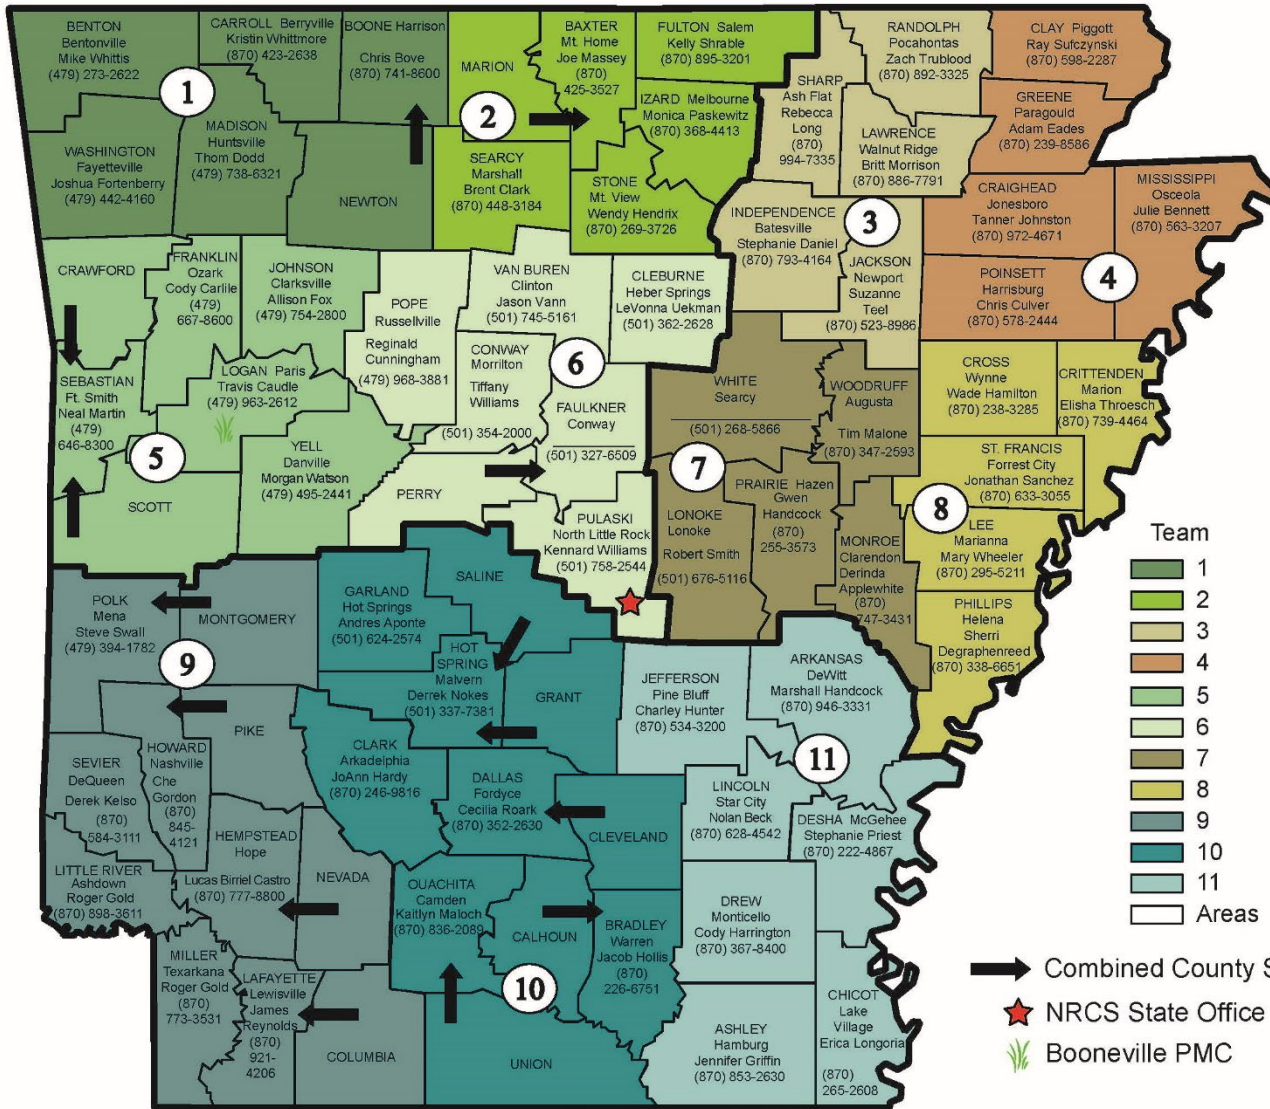 BENTON
Bentonville
Mike Whittis
(479) 273-2622
CARROLL Berryville
Kristin Whittmore
(870) 423-2638
BOONE Harrison
Chris Bove
(870) 741-8600
MARION
BAXTER
Mt. Home
Joe Massey
(870)
425-3527
FULTON Salem
Kelly Shrable
(870) 895-3201
RANDOLPH
Pocahontas
Zach Trublood
(870) 892-3325
CLAY Piggott
Ray Sufczynski
(870) 598-2287
1
2
WASHINGTON
Fayetteville
Joshua Fortenberry
(479) 442-4160
MADISON
Huntsville
Thom Dodd
(479) 738-6321
NEWTON
SEARCY
Marshall
Brent Clark
(870) 448-3184
IZARD Melbourne
Monica Paskewitz
(870) 368-4413
STONE
Mt. View
Wendy Hendrix
(870) 269-3726
SHARP
Ash Flat
Rebecca
Long
(870)
994-7335
LAWRENCE
Walnut Ridge
Britt Morrison
(870) 886-7791
GREENE
Paragould
Adam Eades
(870) 239-8586
CRAIGHEAD
Jonesboro
Tanner Johnston
(870) 972-4671
MISSISSIPPI
Osceola
Julie Bennett
(870) 563-3207
INDEPENDENCE
Batesville
Stephanie Daniel
(870) 793-4164
3
JACKSON
Newport
Suzanne
Teel
(870) 523-8986
POINSETT
Harrisburg
Chris Culver
(870) 578-2444
4
CRAWFORD
FRANKLIN
Ozark
Cody Carlile
(479)
667-8600
JOHNSON
Clarksville
Allison Fox
(479) 754-2800
POPE
Russellville
Reginald
Cunningham
(479) 968-3881
VAN BUREN
Clinton
Jason Vann
(501) 745-5161
CLEBURNE
Heber Springs
LeVonna Uekman
(501) 362-2628
CONWAY
Morrilton
Tiffany
Williams
(501) 354-2000
6
FAULKNER
Conway
(501) 327-6509
SEBASTIAN
Ft. Smith
Neal Martin
(479)
646-8300
LOGAN Paris
Travis Caudle
(479) 963-2612
5
YELL
Danville
Morgan Watson
(479) 495-2441
SCOTT
PERRY
PULASKI
North Little Rock
Kennard Williams
(501) 758-2544
WHITE
Searcy
(501) 268-5866
WOODRUFF
Augusta
Tim Malone
(870) 347-2593
CROSS
Wynne
Wade Hamilton
(870) 238-3285
CRITTENDEN
Marion
Elisha Throesch
(870) 739-4464
7
ST. FRANCIS
Forrest City
Jonathan Sanchez
(870) 633-3055
8
LONOKE
Lonoke
Robert Smith
(501) 676-5116
PRAIRIE Hazen
Gwen
Handcock
(870)
255-3573
MONROE
Clarendon
Derinda
Applewhite
(870)
747-3431
LEE
Marianna
Mary Wheeler
(870) 295-5211
PHILLIPS
Helena
Sherri
Degraphenreed
(870) 338-6651
POLK
Mena
Steve Swall
(479) 394-1782
MONTGOMERY
9
GARLAND
Hot Springs
Andres Aponte
(501) 624-2574
SALINE
HOT
SPRING
Malvern
Derrek Nokes
(501) 337-7381
GRANT
JEFFERSON
Pine Bluff
Charley Hunter
(870) 534-3200
ARKANSAS
DeWitt
Marshall Handcock
(870) 946-3331
11
SEVIER
DeQueen
Derek Kelso
(870)
584-3111
HOWARD
Nashville
Che
Gordon
(870)
845-
4121
PIKE
CLARK
Arkadelphia
JoAnn Hardy
(870) 246-9816
DALLAS
Fordyce
Cecilia Roark
(870) 352-2630
CLEVELAND
LINCOLN
Star City
Nolan Beck
(870) 628-4542
DESHA McGehee
Stephanie Priest
(870) 222-4867
LITTLE RIVER
Ashdown
Roger Gold
(870) 898-3611
HEMPSTEAD
Hope
Lucas Birriel Castro
(870) 777-8800
NEVADA
OUACHITA
Camden
Kaitlyn Maloch
(870) 836-2089
CALHOUN
10
BRADLEY
Warren
Jacob Hollis
(870)
226-6751
DREW
Monticello
Cody Harrington
(870) 367-8400
MILLER
Texarkana
Roger Gold
(870)
773-3531
LAFAYETTE
Lewisville
James
Reynolds
(870)
921-
4206
COLUMBIA
UNION
ASHLEY
Hamburg
Jennifer Griffin
(870) 853-2630
CHICOT
Lake
Village
Erica Longoria
(870)
265-2608
Team
1
2
3
4
5
6
7
8
9
10
11
Areas
Combined County S
NRCS State Office
Booneville PMC